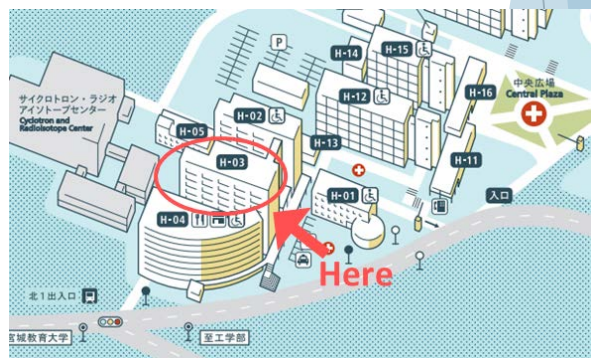 P
H-14
H-15
中央広場
Central Plaza
サイクロトロン・ラジオ
アイソトープセンター
Cyclotron and
Radioisotope Center
H-16
H-12
H-02
H-05
H-13
H-03
H-11
H-01
入口
H-04
Here
北1出入口
宮城教育大学
至工学部